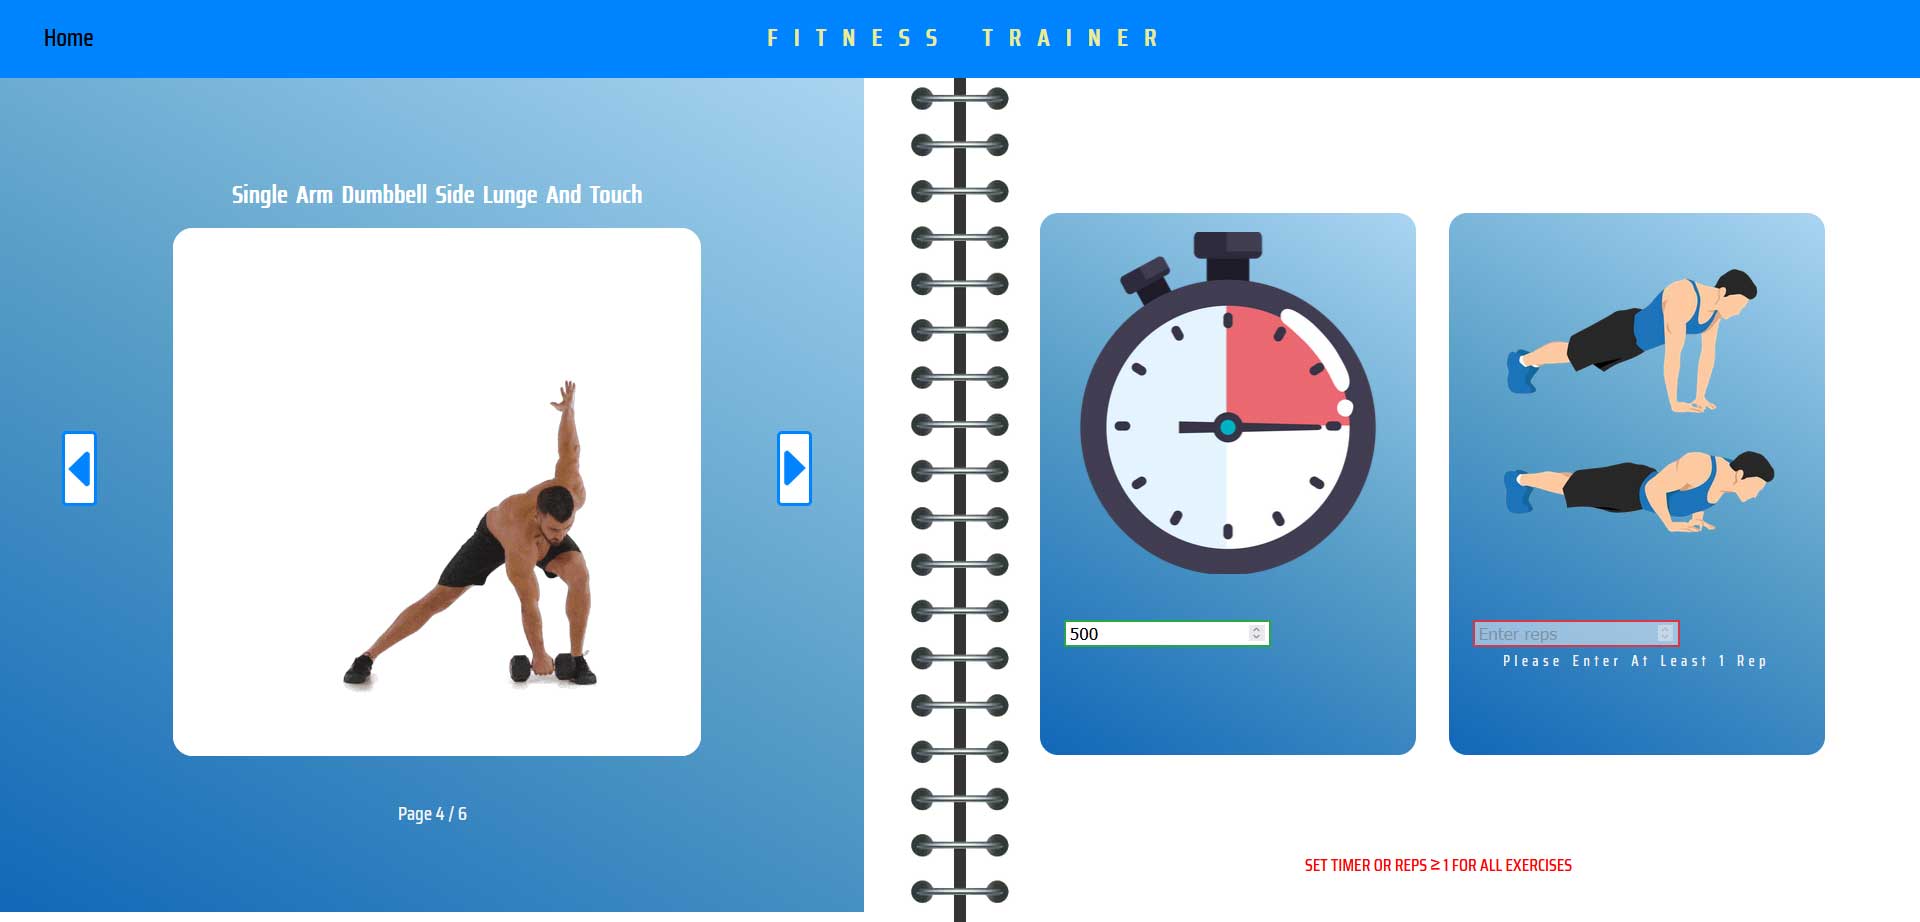 Home
FITNESS TRAINER
Single Arm Dumbbell Side Lunge And Touch
Page 4 / 6
500
Enter reps
Please Enter At Least 1 Rep
SET TIMER OR REPS ≥ 1 FOR ALL EXERCISES